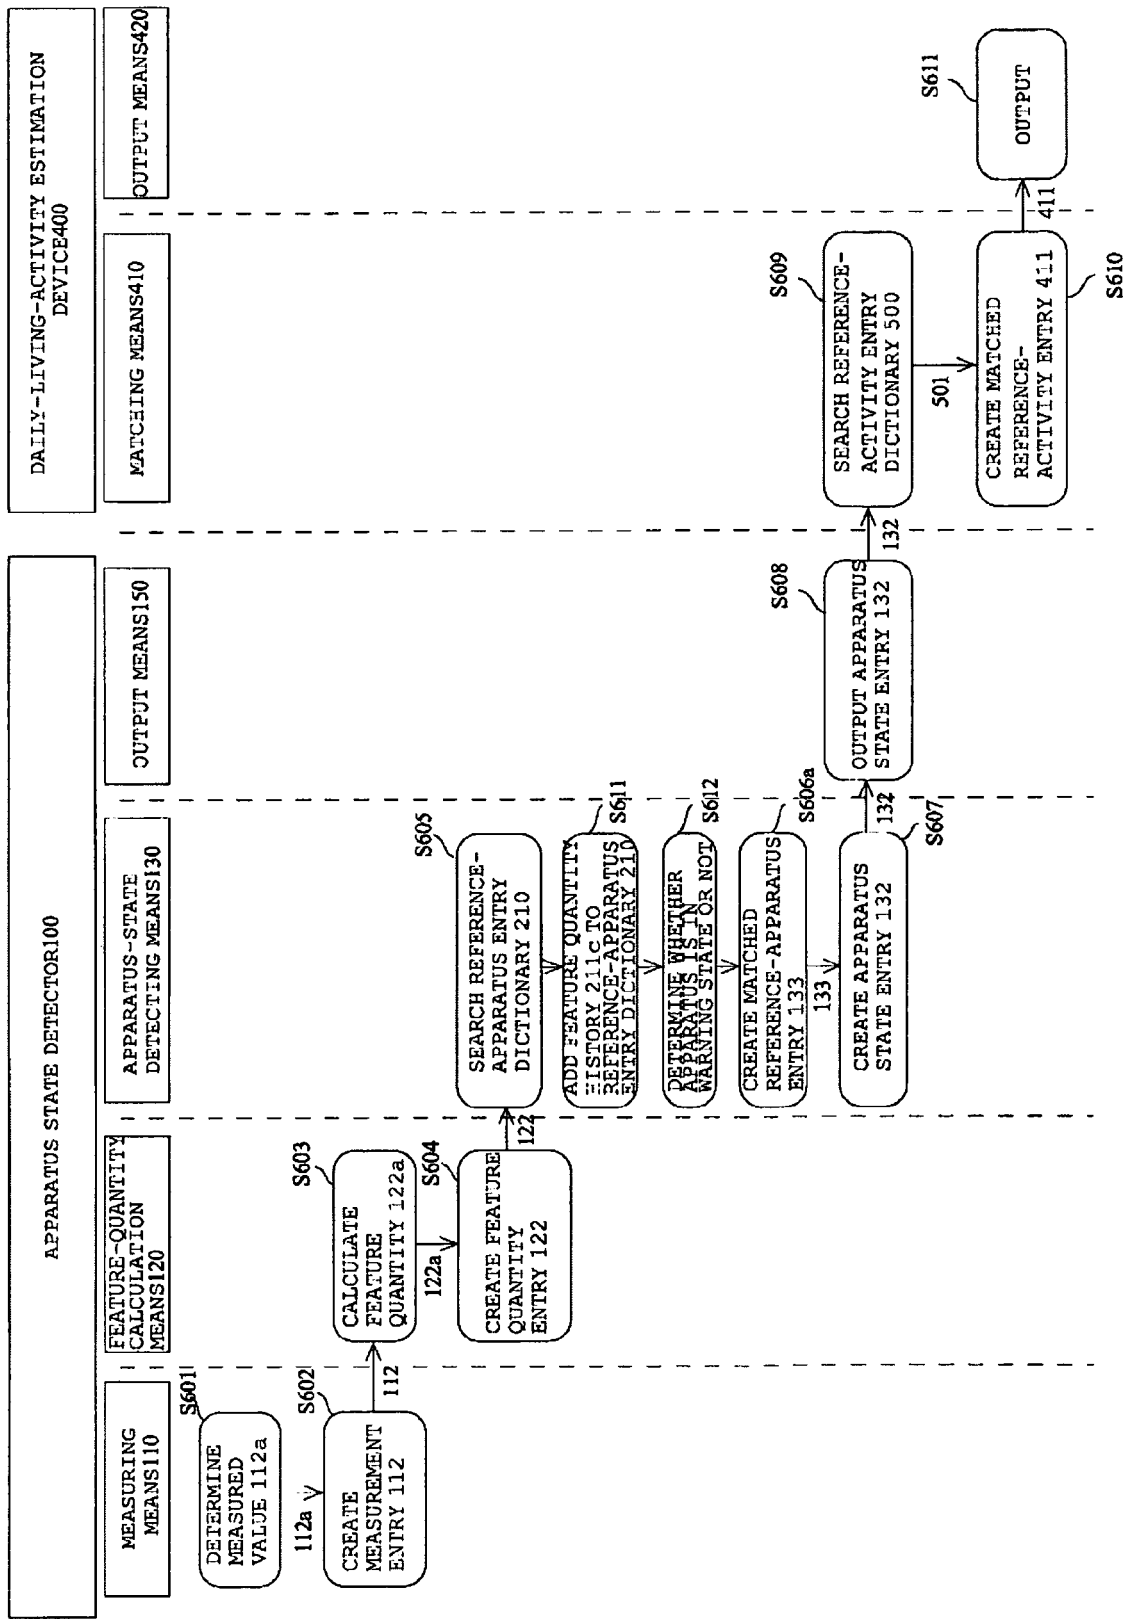 APPARATUS STATE DETECTOR100
DAILY-LIVING-ACTIVITY ESTIMATION
DEVICE400
MEASURING
MEANS110
FEATURE-QUANTITY
CALCULATION
MEANS120
APPARATUS-STATE
DETECTING MEANS130
OUTPUT MEANS150
MATCHING MEANS410
OUTPUT MEANS420
S601
DETERMINE
MEASURED
VALUE 112a
112a
S602
CREATE
MEASUREMENT
ENTRY 112
112
S603
CALCULATE
FEATURE
QUANTITY 122a
122a
S604
CREATE FEATURE
QUANTITY
ENTRY 122
122
S605
SEARCH REFERENCE-
APPARATUS ENTRY
DICTIONARY 210
S611
ADD FEATURE QUANTITY
HISTORY 211c TO
REFERENCE-APPARATUS
ENTRY DICTIONARY 210
S612
DETERMINE WHETHER
APPARATUS IS IN
WARNING STATE OR NOT
S606a
CREATE MATCHED
REFERENCE-APPARATUS
ENTRY 133
133
S607
CREATE APPARATUS
STATE ENTRY 132
132
S608
OUTPUT APPARATUS
STATE ENTRY 132
132
S609
SEARCH REFERENCE-
ACTIVITY ENTRY
DICTIONARY 500
501
S610
CREATE MATCHED
REFERENCE-
ACTIVITY ENTRY 411
411
S611
OUTPUT